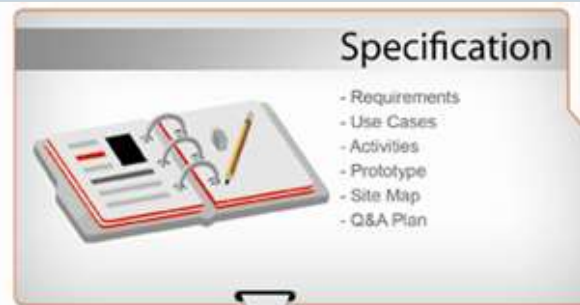 Specification
- Requirements
- Use Cases
- Activities
- Prototype
- Site Map
- Q&A Plan